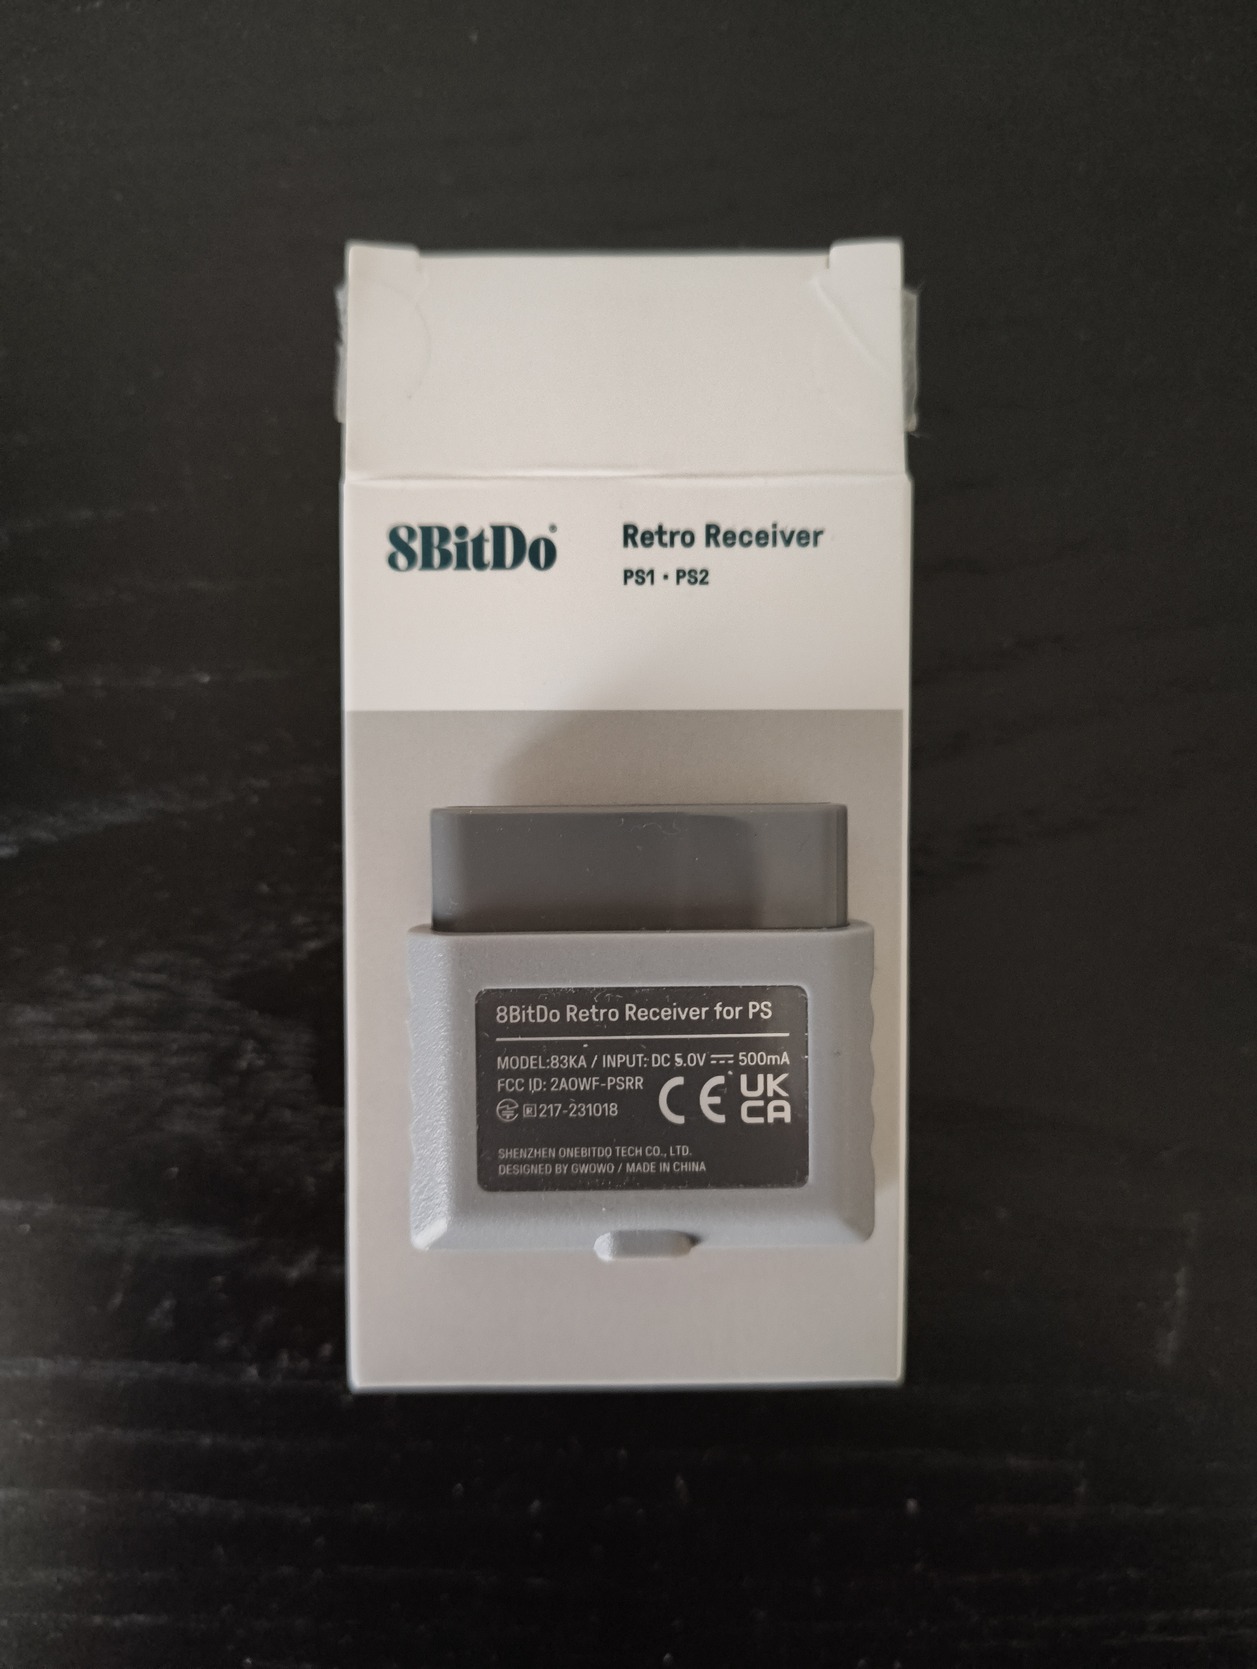 8BitDo®
Retro Receiver
PS1 • PS2
8BitDo Retro Receiver for PS
MODEL:83KA / INPUT: DC 5.0V ⎓ 500mA
FCC ID: 2AOWF-PSRR
R 217-231018
CE UK CA
SHENZHEN ONEBITDO TECH CO., LTD.
DESIGNED BY GWOWO / MADE IN CHINA